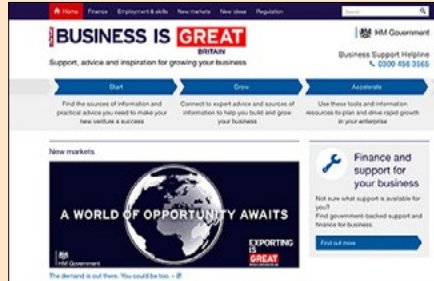 Home Finance Employment & skills New markets New ideas Regulation Search
BUSINESS IS GREAT
BRITAIN
HM Government
Support, advice and inspiration for growing your business
Business Support Helpline
0300 456 3565
Start Grow Accelerate
Find the sources of information and
practical advice you need to make your
new venture a success
Connect to expert advice and sources of
information to help you build and grow
your business
Use these tools and information
resources to plan and drive rapid growth
in your enterprise
New markets
A WORLD OF OPPORTUNITY AWAITS
HM Government
EXPORTING
IS
GREAT
The demand is out there. You could be too. -
Finance and
support for
your business
Not sure what support is available for
you?
Find government-backed support and
finance for business.
Find out more